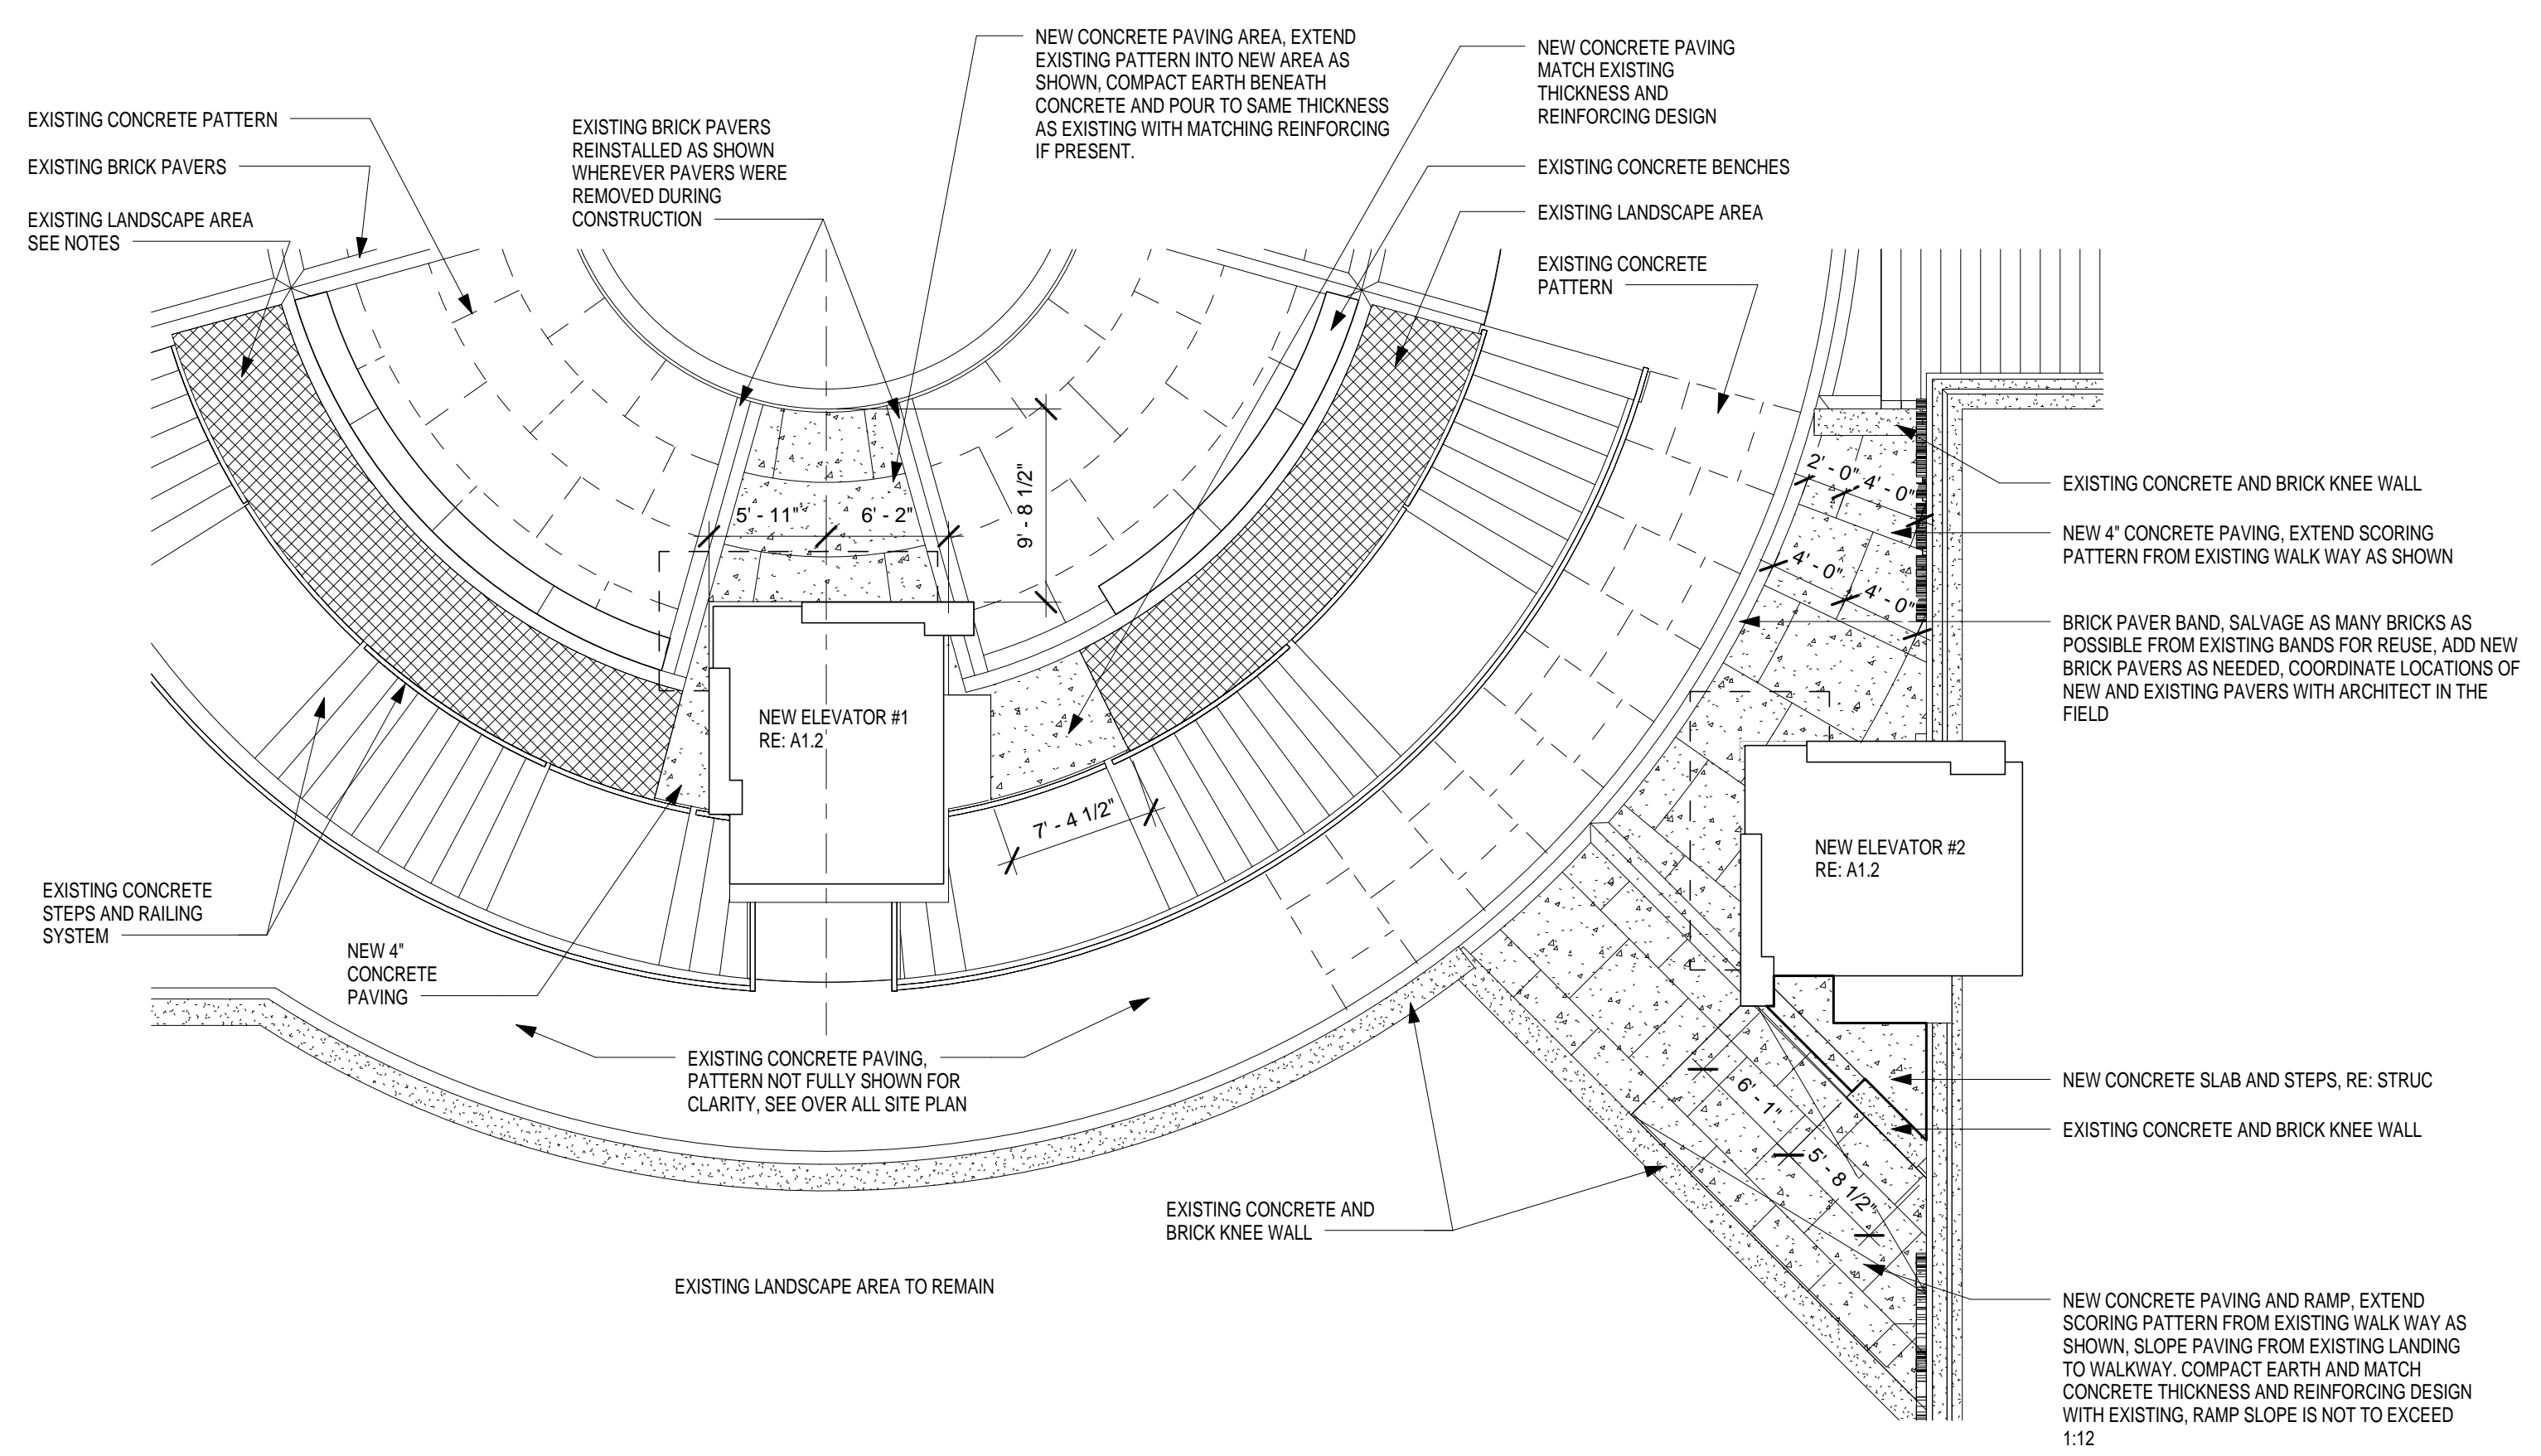 EXISTING CONCRETE PATTERN
EXISTING BRICK PAVERS
EXISTING LANDSCAPE AREA
SEE NOTES
EXISTING BRICK PAVERS
REINSTALLED AS SHOWN
WHEREVER PAVERS WERE
REMOVED DURING
CONSTRUCTION
NEW CONCRETE PAVING AREA, EXTEND
EXISTING PATTERN INTO NEW AREA AS
SHOWN, COMPACT EARTH BENEATH
CONCRETE AND POUR TO SAME THICKNESS
AS EXISTING WITH MATCHING REINFORCING
IF PRESENT.
NEW CONCRETE PAVING
MATCH EXISTING
THICKNESS AND
REINFORCING DESIGN
EXISTING CONCRETE BENCHES
EXISTING LANDSCAPE AREA
EXISTING CONCRETE
PATTERN
5' - 11"
6' - 2"
9' - 8 1/2"
2' - 0"
4' - 0"
4' - 0"
4' - 0"
EXISTING CONCRETE AND BRICK KNEE WALL
NEW 4" CONCRETE PAVING, EXTEND SCORING
PATTERN FROM EXISTING WALK WAY AS SHOWN
BRICK PAVER BAND, SALVAGE AS MANY BRICKS AS
POSSIBLE FROM EXISTING BANDS FOR REUSE, ADD NEW
BRICK PAVERS AS NEEDED, COORDINATE LOCATIONS OF
NEW AND EXISTING PAVERS WITH ARCHITECT IN THE
FIELD
NEW ELEVATOR #1
RE: A1.2
7' - 4 1/2"
NEW ELEVATOR #2
RE: A1.2
EXISTING CONCRETE
STEPS AND RAILING
SYSTEM
NEW 4"
CONCRETE
PAVING
EXISTING CONCRETE PAVING,
PATTERN NOT FULLY SHOWN FOR
CLARITY, SEE OVER ALL SITE PLAN
6' - 1"
5' - 8 1/2"
NEW CONCRETE SLAB AND STEPS, RE: STRUC
EXISTING CONCRETE AND BRICK KNEE WALL
EXISTING CONCRETE AND
BRICK KNEE WALL
EXISTING LANDSCAPE AREA TO REMAIN
NEW CONCRETE PAVING AND RAMP, EXTEND
SCORING PATTERN FROM EXISTING WALK WAY AS
SHOWN, SLOPE PAVING FROM EXISTING LANDING
TO WALKWAY. COMPACT EARTH AND MATCH
CONCRETE THICKNESS AND REINFORCING DESIGN
WITH EXISTING, RAMP SLOPE IS NOT TO EXCEED
1:12